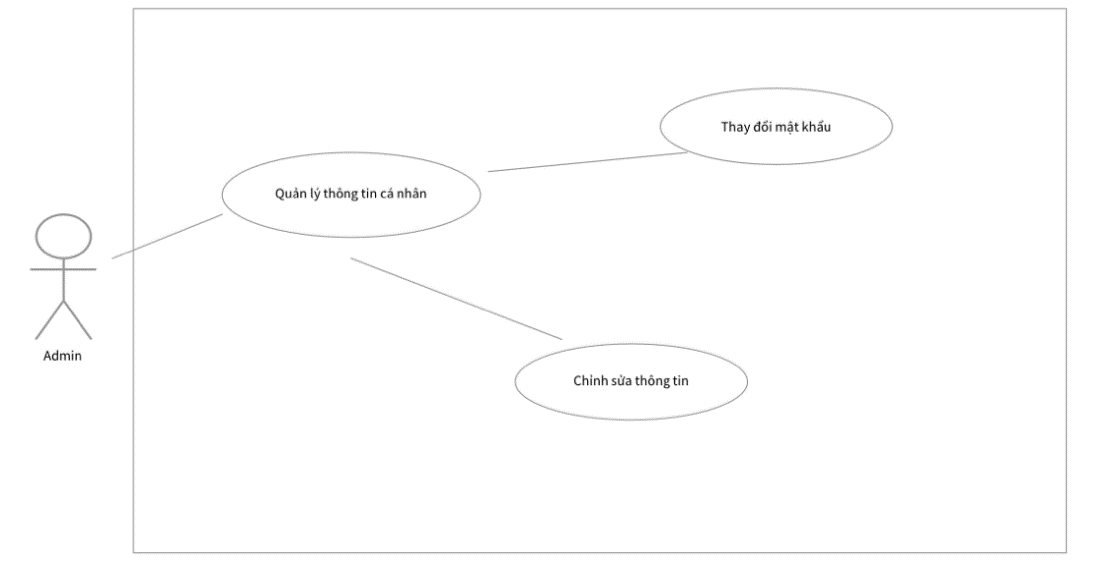 Thay đổi mật khẩu
Quản lý thông tin cá nhân
Admin
Chỉnh sửa thông tin